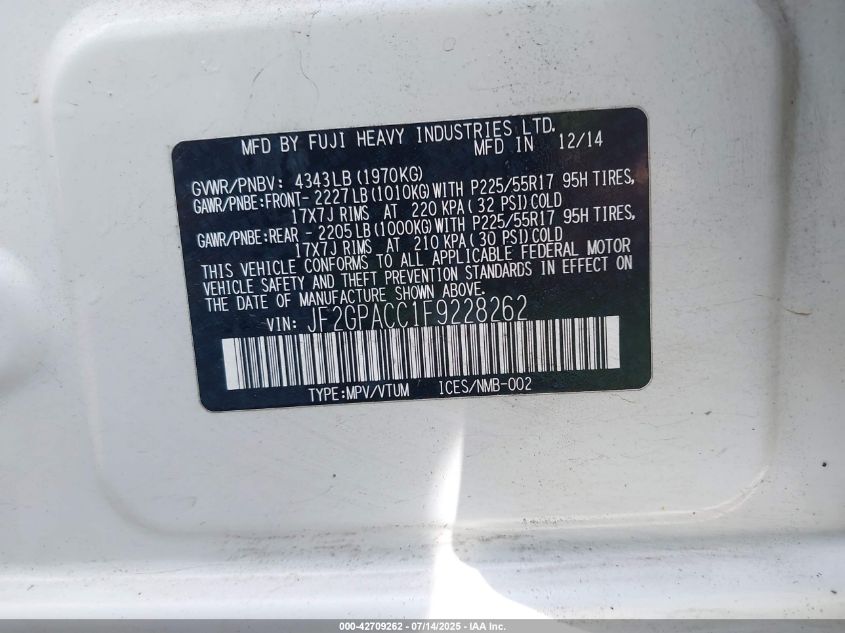 MFD BY FUJI HEAVY INDUSTRIES LTD.
MFD IN 12/14
GVWR/PNBV: 4343LB (1970KG)
GAWR/PNBE:FRONT- 2227LB (1010KG) WITH P225/55R17 95H TIRES,
17X7J RIMS AT 220 KPA ( 32 PSI) COLD
GAWR/PNBE:REAR - 2205LB (1000KG) WITH P225/55R17 95H TIRES,
17X7J RIMS AT 210 KPA ( 30 PSI) COLD
THIS VEHICLE CONFORMS TO ALL APPLICABLE FEDERAL MOTOR
VEHICLE SAFETY AND THEFT PREVENTION STANDARDS IN EFFECT ON
THE DATE OF MANUFACTURE SHOWN ABOVE.
VIN: JF2GPACC1F9228262
TYPE:MPV/VTUM ICES/NMB-002
000-42709262 - 07/14/2025 - IAA Inc.